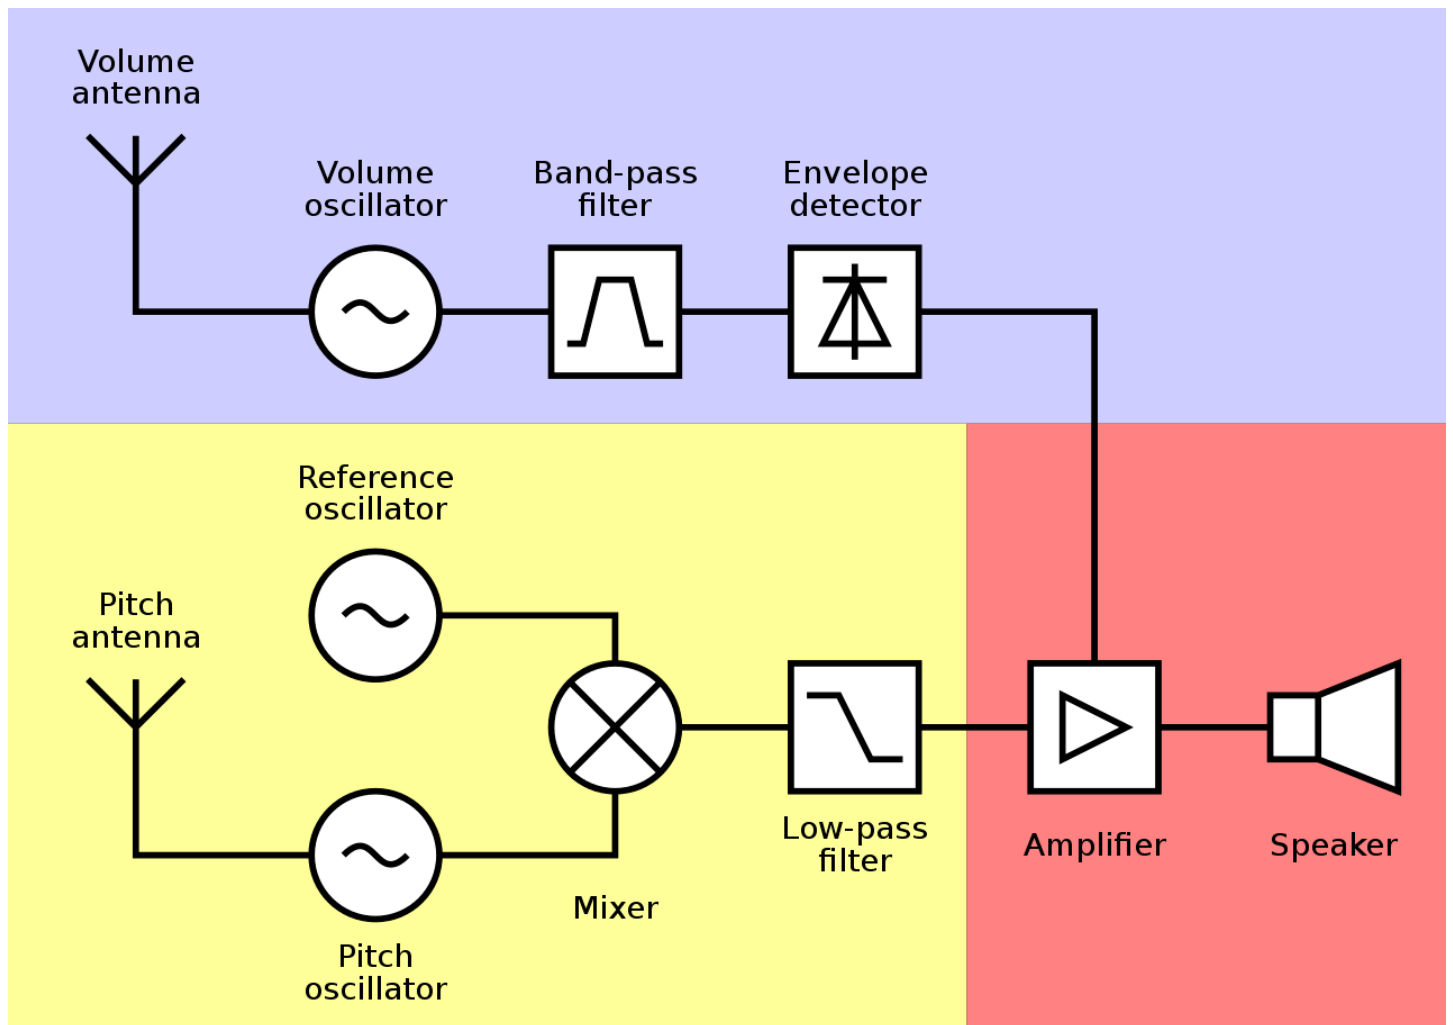 Volume
antenna
Volume
oscillator
Band-pass
filter
Envelope
detector
Reference
oscillator
Pitch
antenna
Low-pass
filter
Amplifier
Speaker
Mixer
Pitch
oscillator